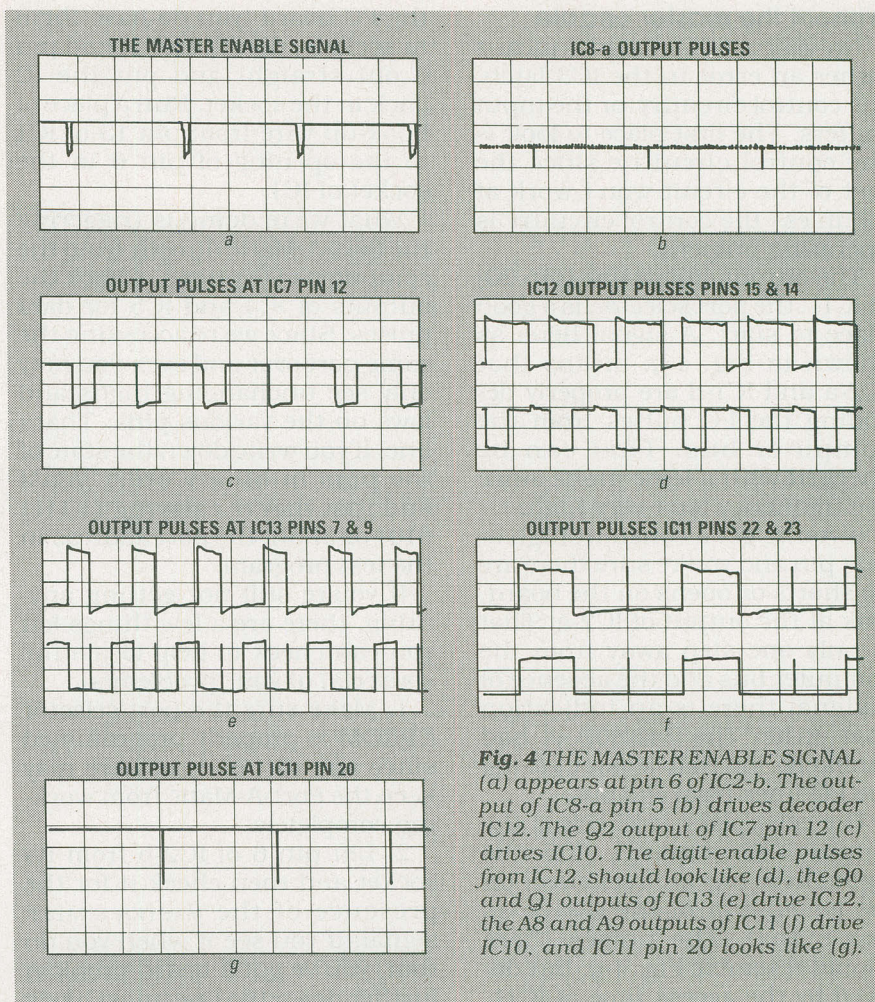 THE MASTER ENABLE SIGNAL
a
IC8-a OUTPUT PULSES
b
OUTPUT PULSES AT IC7 PIN 12
c
IC12 OUTPUT PULSES PINS 15 & 14
d
OUTPUT PULSES AT IC13 PINS 7 & 9
e
OUTPUT PULSES IC11 PINS 22 & 23
f
OUTPUT PULSE AT IC11 PIN 20
g
Fig. 4 THE MASTER ENABLE SIGNAL
(a) appears at pin 6 of IC2-b. The out-
put of IC8-a pin 5 (b) drives decoder
IC12. The Q2 output of IC7 pin 12 (c)
drives IC10. The digit-enable pulses
from IC12, should look like (d), the Q0
and Q1 outputs of IC13 (e) drive IC12,
the A8 and A9 outputs of IC11 (f) drive
IC10, and IC11 pin 20 looks like (g).